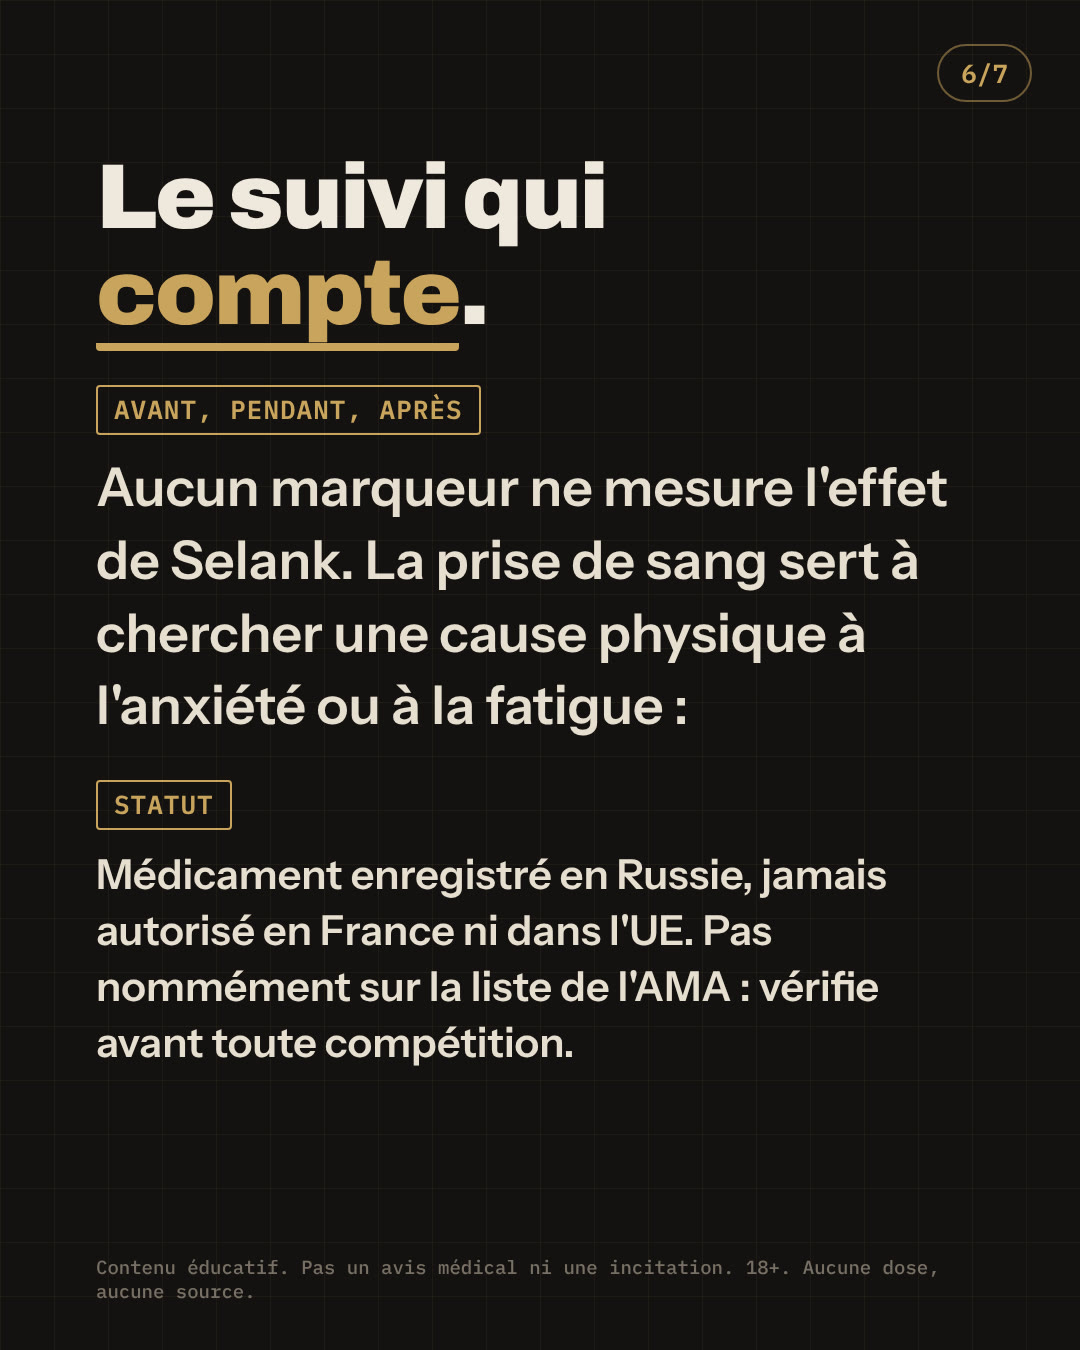 6/7
Le suivi qui
compte.
AVANT, PENDANT, APRÈS
Aucun marqueur ne mesure l'effet
de Selank. La prise de sang sert à
chercher une cause physique à
l'anxiété ou à la fatigue :
STATUT
Médicament enregistré en Russie, jamais
autorisé en France ni dans l'UE. Pas
nommément sur la liste de l'AMA : vérifie
avant toute compétition.
Contenu éducatif. Pas un avis médical ni une incitation. 18+. Aucune dose,
aucune source.